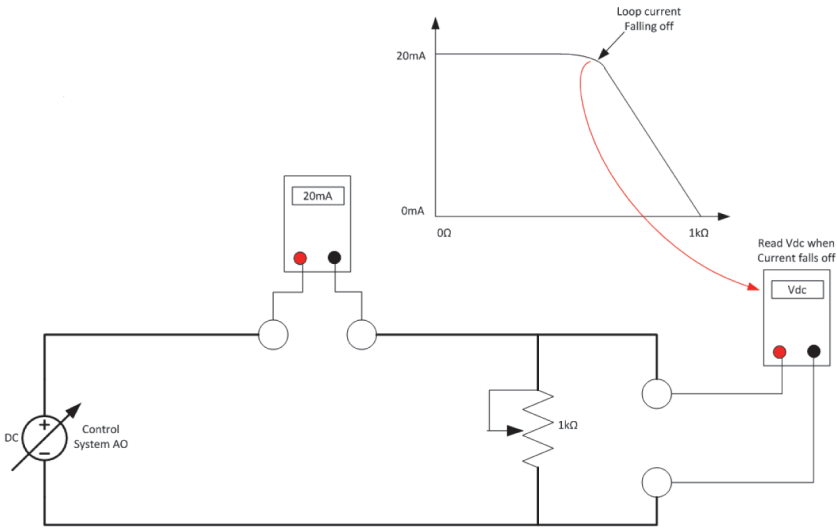 Loop current
Falling off
20mA
0mA
0Ω
1kΩ
20mA
Read Vdc when
Current falls off
Vdc
DC
+
−
Control
System AO
1kΩ